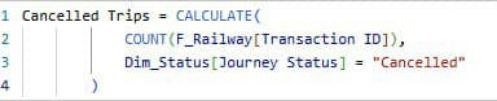 1 Cancelled Trips = CALCULATE(
2 COUNT(F_Railway[Transaction ID]),
3 Dim_Status[Journey Status] = "Cancelled"
4 )